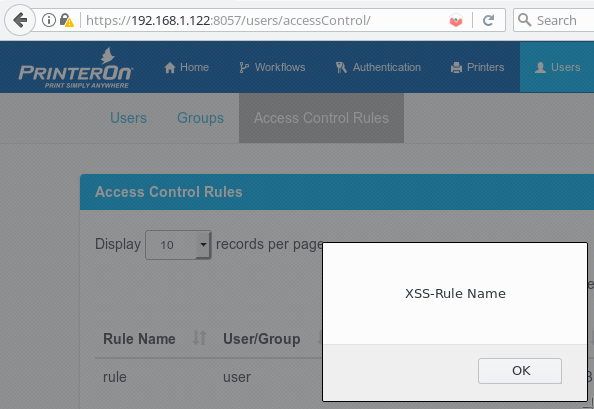 https://192.168.1.122:8057/users/accessControl/
Search
PRINTERON
PRINT SIMPLY ANYWHERE
Home
Workflows
Authentication
Printers
Users
Users
Groups
Access Control Rules
Access Control Rules
Display 10 records per page
XSS-Rule Name
OK
Rule Name
User/Group
rule
user